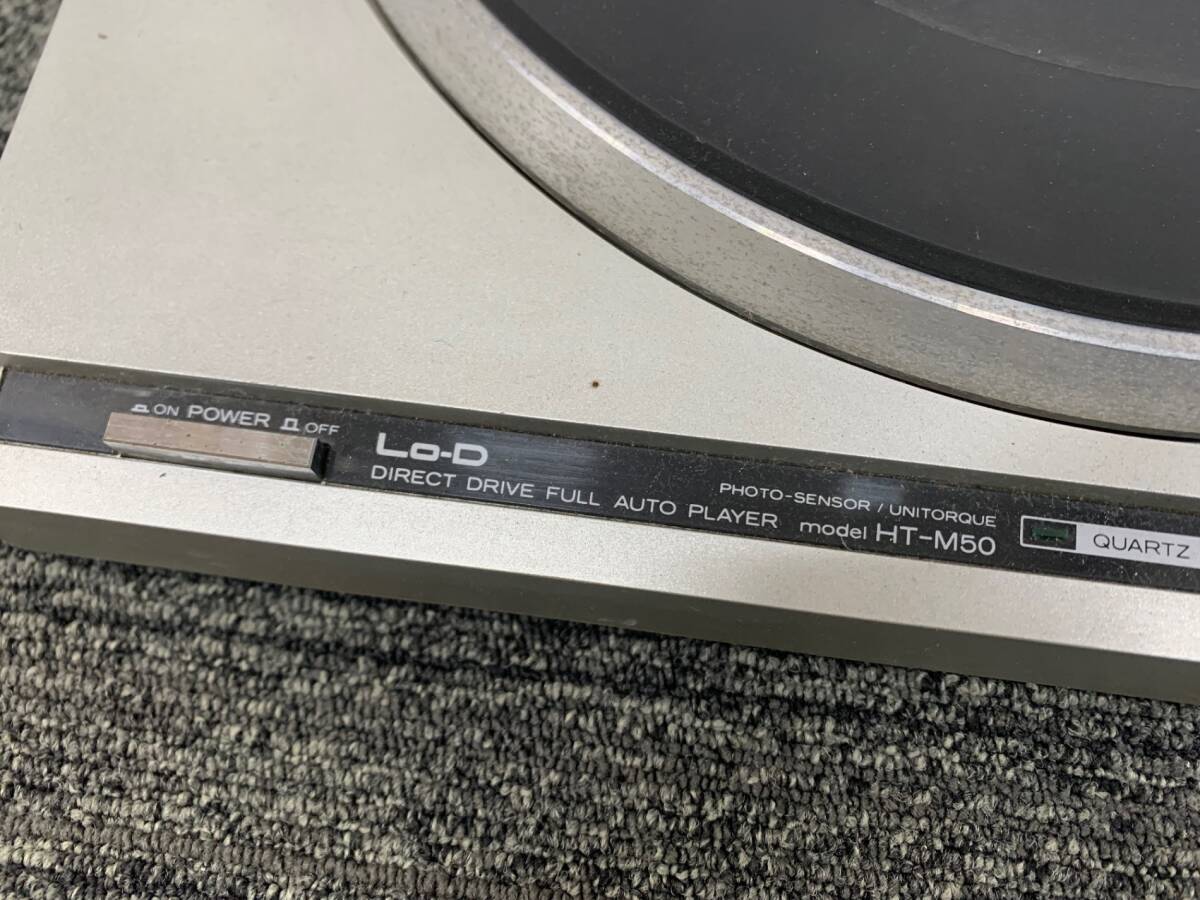 ON POWER OFF
Lo-D
DIRECT DRIVE FULL AUTO PLAYER
PHOTO-SENSOR / UNITORQUE
model HT-M50
QUARTZ